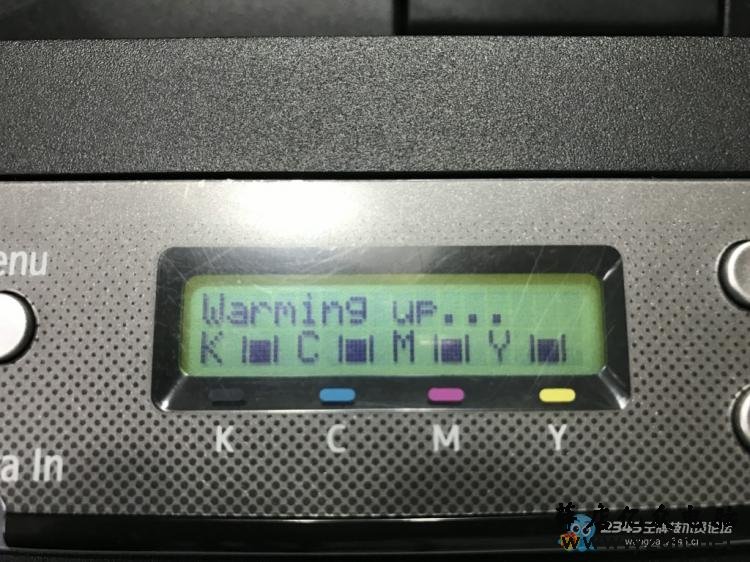 Warming up...
K C M Y
enu
K C M Y
a In